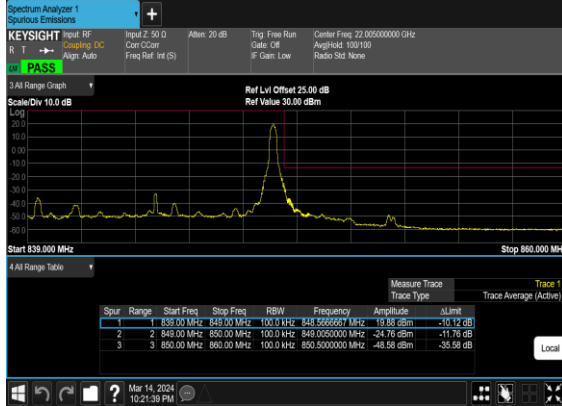 Spectrum Analyzer 1
Spurious Emissions
KEYSIGHT
R T
LXI
PASS
Input: RF
Coupling: DC
Align: Auto
Input Z: 50 Ω
Corr CCorr
Freq Ref: Int (S)
Atten: 20 dB
Trig: Free Run
Gate: Off
IF Gain: Low
Center Freq: 22.005000000 GHz
Avg|Hold: 100/100
Radio Std: None
3 All Range Graph
Scale/Div 10.0 dB
Ref Lvl Offset 25.00 dB
Ref Value 30.00 dBm
Log
20.0
10.0
0.00
-10.0
-20.0
-30.0
-40.0
-50.0
-60.0
Start 839.000 MHz
Stop 860.000 MH
4 All Range Table
Measure Trace Trace 1
Trace Type Trace Average (Active)
Spur Range Start Freq Stop Freq RBW Frequency Amplitude ΔLimit
1 1 839.00 MHz 849.00 MHz 100.0 kHz 848.5666667 MHz 19.88 dBm -10.12 dB
2 2 849.00 MHz 850.00 MHz 100.0 kHz 849.0050000 MHz -24.76 dBm -11.76 dB
3 3 850.00 MHz 860.00 MHz 100.0 kHz 850.5000000 MHz -48.58 dBm -35.58 dB
Local
?
Mar 14, 2024
10:21:39 PM